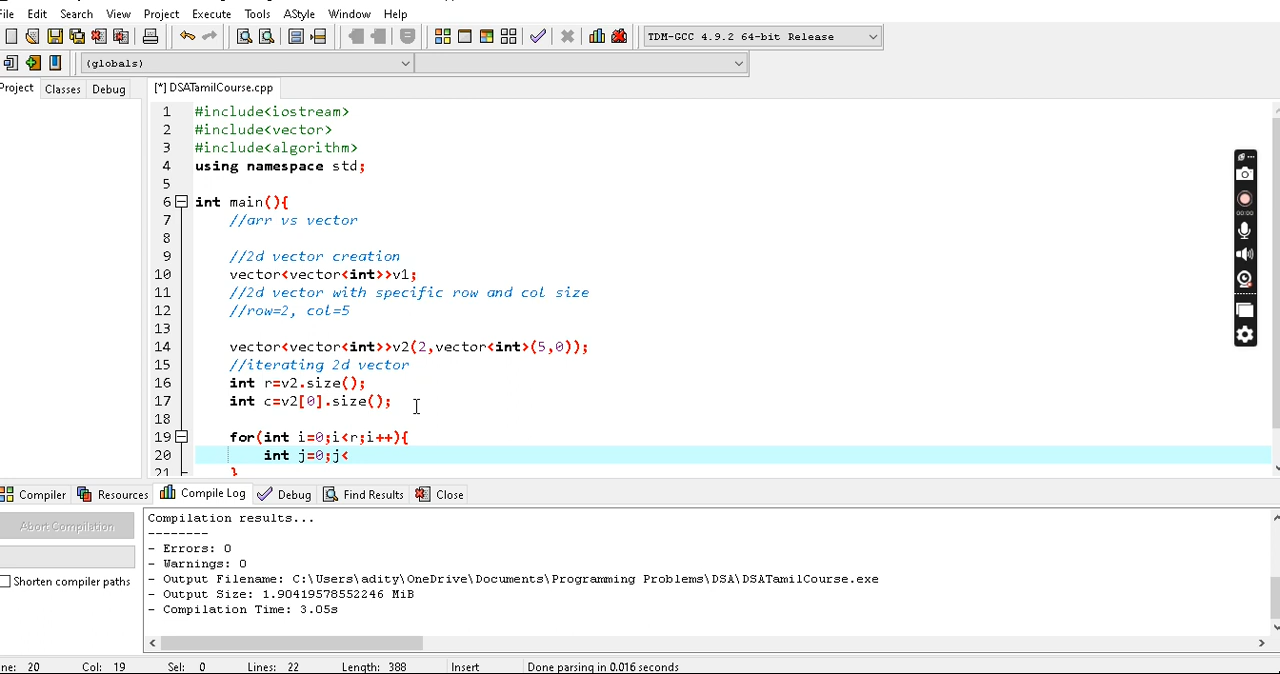 File Edit Search View Project Execute Tools AStyle Window Help
TDM-GCC 4.9.2 64-bit Release
(globals)
Project Classes Debug [*] DSATamilCourse.cpp
1 #include<iostream>
2 #include<vector>
3 #include<algorithm>
4 using namespace std;
5
6 int main(){
7 //arr vs vector
8
9 //2d vector creation
10 vector<vector<int>>v1;
11 //2d vector with specific row and col size
12 //row=2, col=5
13
14 vector<vector<int>>v2(2,vector<int>(5,0));
15 //iterating 2d vector
16 int r=v2.size();
17 int c=v2[0].size();
18
19 for(int i=0;i<r;i++){
20 int j=0;j<
21 }
Compiler Resources Compile Log Debug Find Results Close
Abort Compilation
Shorten compiler paths
Compilation results...
--------
- Errors: 0
- Warnings: 0
- Output Filename: C:\Users\adity\OneDrive\Documents\Programming Problems\DSA\DSATamilCourse.exe
- Output Size: 1.90419578552246 MiB
- Compilation Time: 3.05s
00:00
ne: 20 Col: 19 Sel: 0 Lines: 22 Length: 388 Insert Done parsing in 0.016 seconds